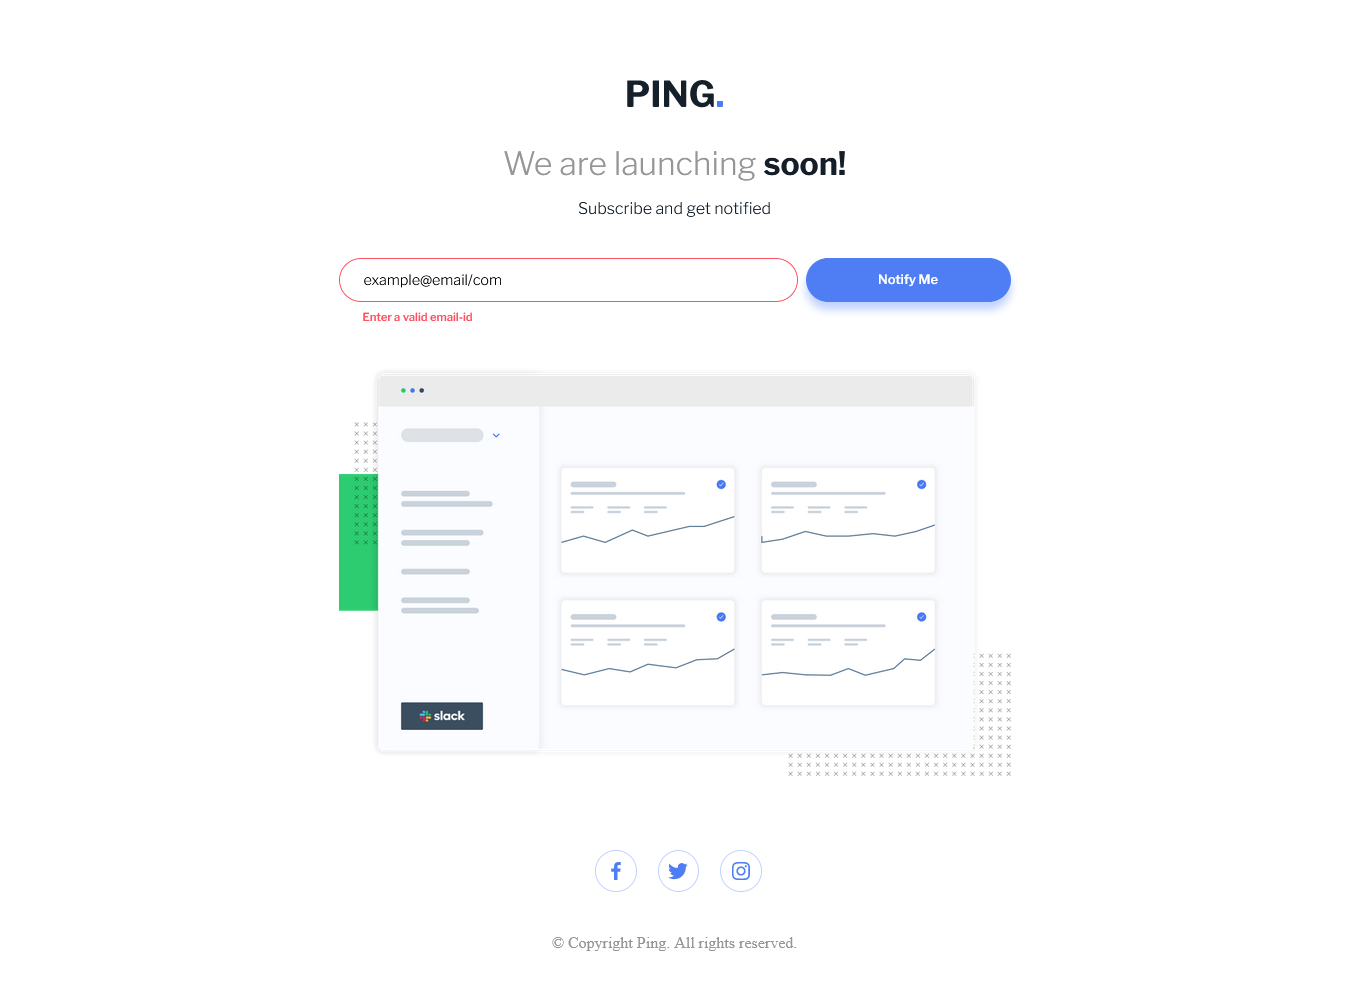 PING.
We are launching soon!
Subscribe and get notified
example@email/com
Notify Me
Enter a valid email-id
slack
© Copyright Ping. All rights reserved.